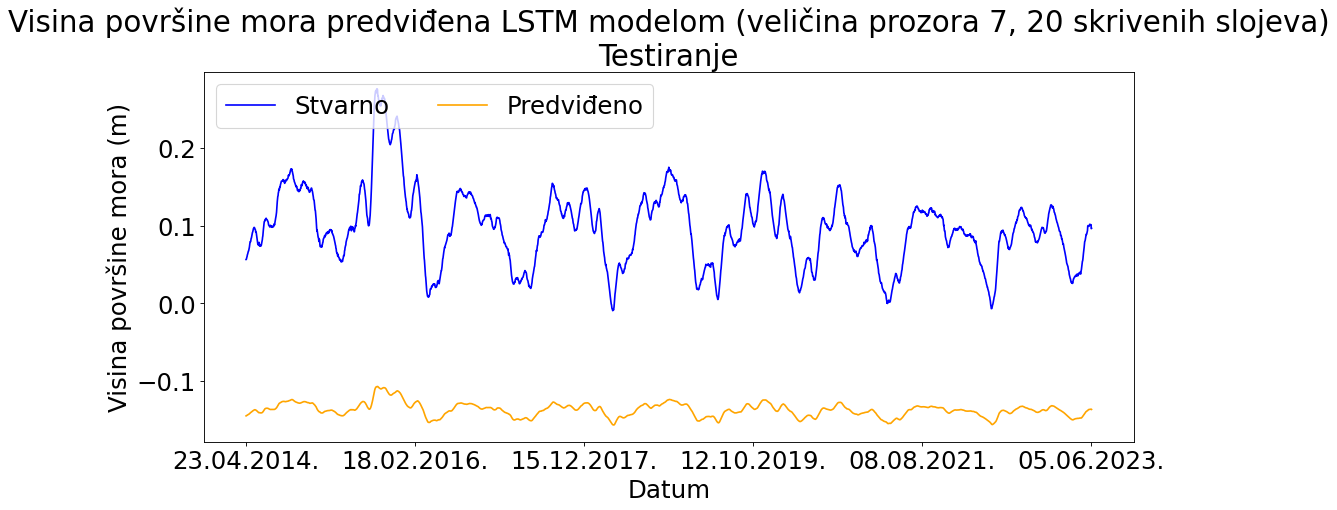 Visina površine mora predviđena LSTM modelom (veličina prozora 7, 20 skrivenih slojeva)
Testiranje
Stvarno Predviđeno
Visina površine mora (m)
0.2
0.1
0.0
−0.1
23.04.2014. 18.02.2016. 15.12.2017. 12.10.2019. 08.08.2021. 05.06.2023.
Datum